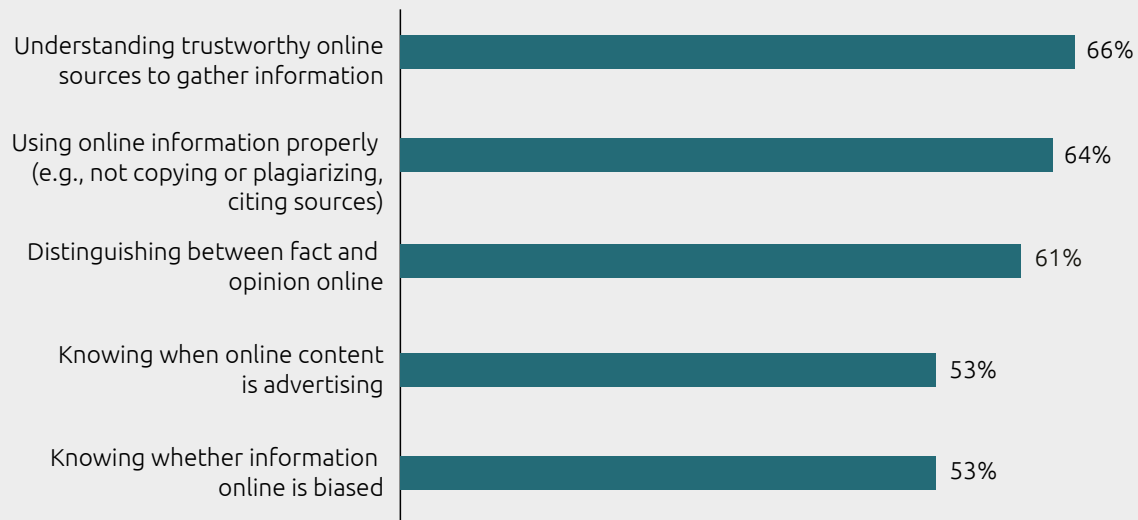 Understanding trustworthy online
sources to gather information
66%
Using online information properly
(e.g., not copying or plagiarizing,
citing sources)
64%
Distinguishing between fact and
opinion online
61%
Knowing when online content
is advertising
53%
Knowing whether information
online is biased
53%